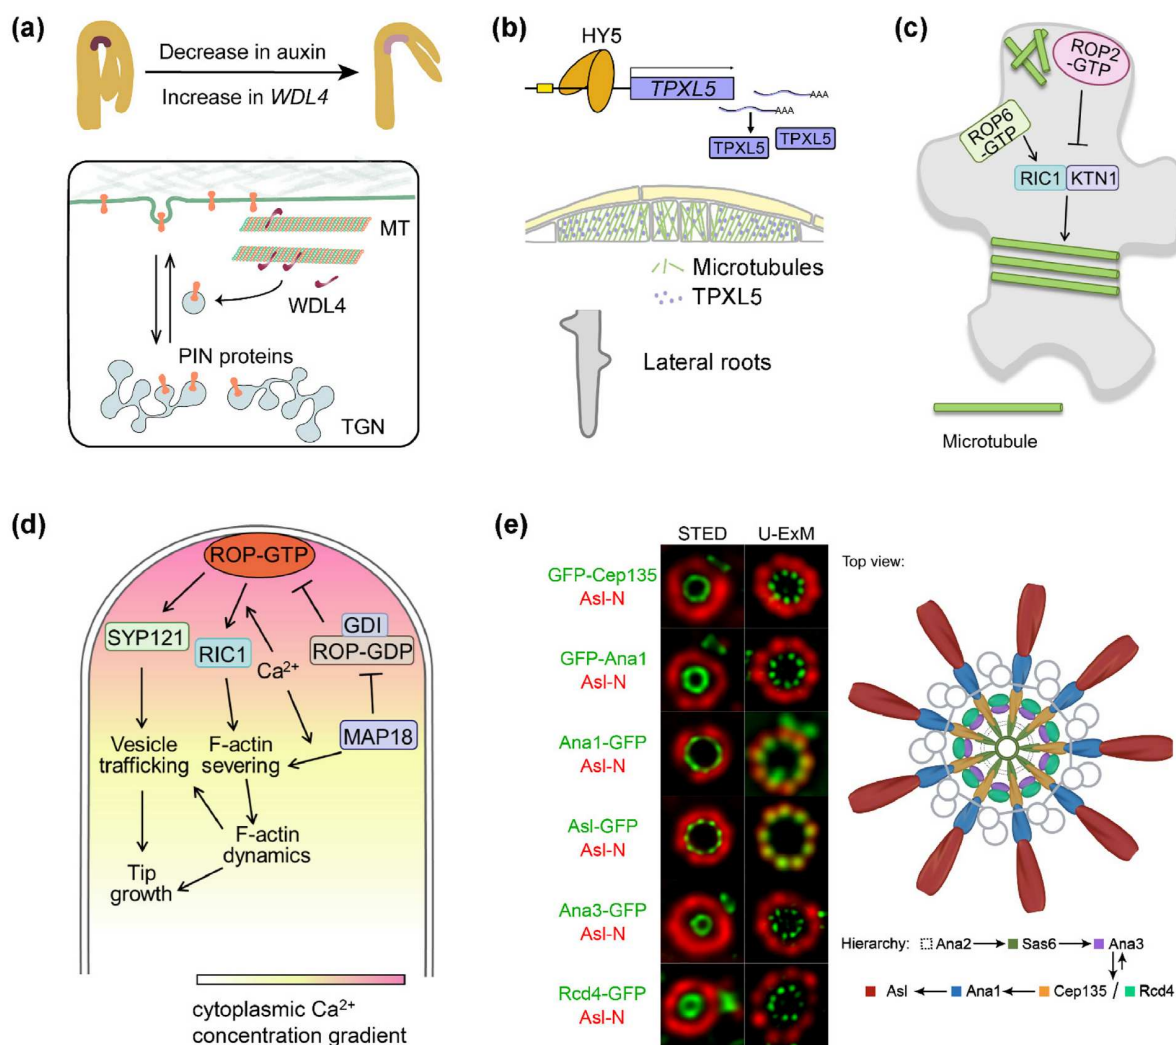 (a)
Decrease in auxin
Increase in WDL4
MT
WDL4
PIN proteins
TGN
(b)
HY5
TPXL5
AAA
AAA
TPXL5
TPXL5
Microtubules
TPXL5
Lateral roots
(c)
ROP2
-GTP
ROP6
-GTP
RIC1
KTN1
Microtubule
(d)
ROP-GTP
SYP121
RIC1
Ca²⁺
GDI
ROP-GDP
MAP18
Vesicle
trafficking
F-actin
severing
F-actin
dynamics
Tip
growth
cytoplasmic Ca²⁺
concentration gradient
(e)
STED
U-ExM
GFP-Cep135
Asl-N
GFP-Ana1
Asl-N
Ana1-GFP
Asl-N
Asl-GFP
Asl-N
Ana3-GFP
Asl-N
Rcd4-GFP
Asl-N
Top view:
Hierarchy: Ana2 Sas6 Ana3
Asl Ana1 Cep135 / Rcd4